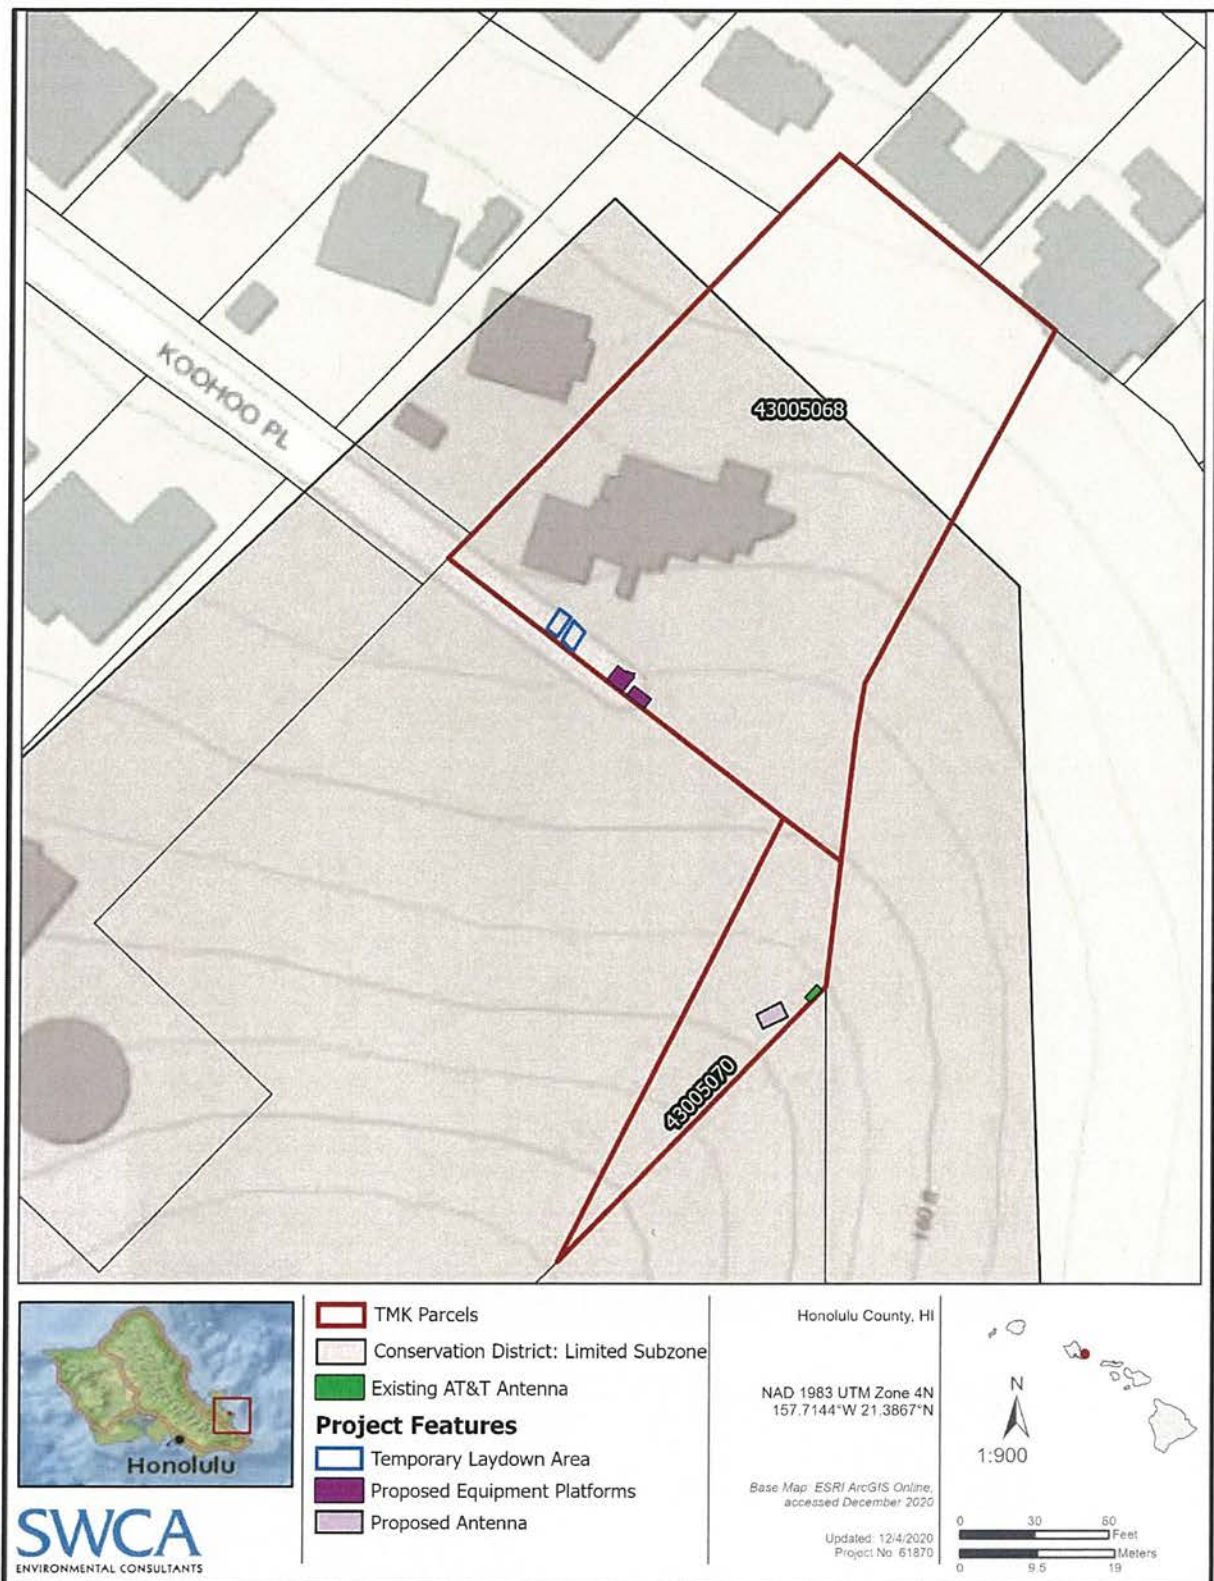 KOOHOO PL
43005068
43005070
160 ft
Honolulu
SWCA
ENVIRONMENTAL CONSULTANTS
TMK Parcels
Conservation District: Limited Subzone
Existing AT&T Antenna
Project Features
Temporary Laydown Area
Proposed Equipment Platforms
Proposed Antenna
Honolulu County, HI
NAD 1983 UTM Zone 4N
157.7144°W 21.3867°N
Base Map: ESRI ArcGIS Online,
accessed December 2020
Updated: 12/4/2020
Project No. 61870
N
1:900
0 30 60
Feet
Meters
0 9.5 19